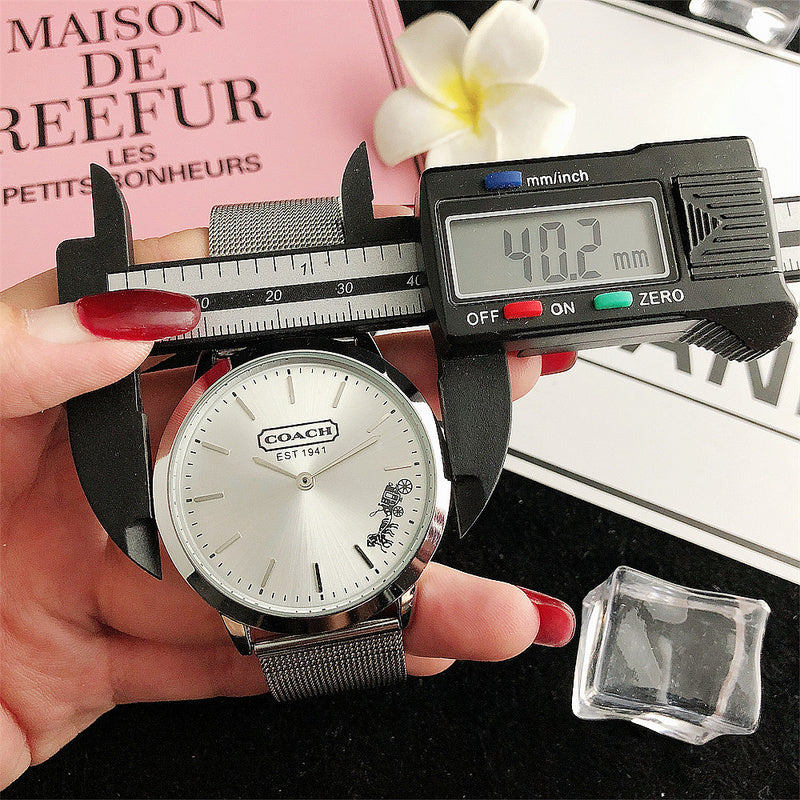 MAISON
DE
REEFUR
LES
PETITS BONHEURS
mm/inch
40.2 mm
OFF ON ZERO
1
20 30 40
COACH
EST 1941